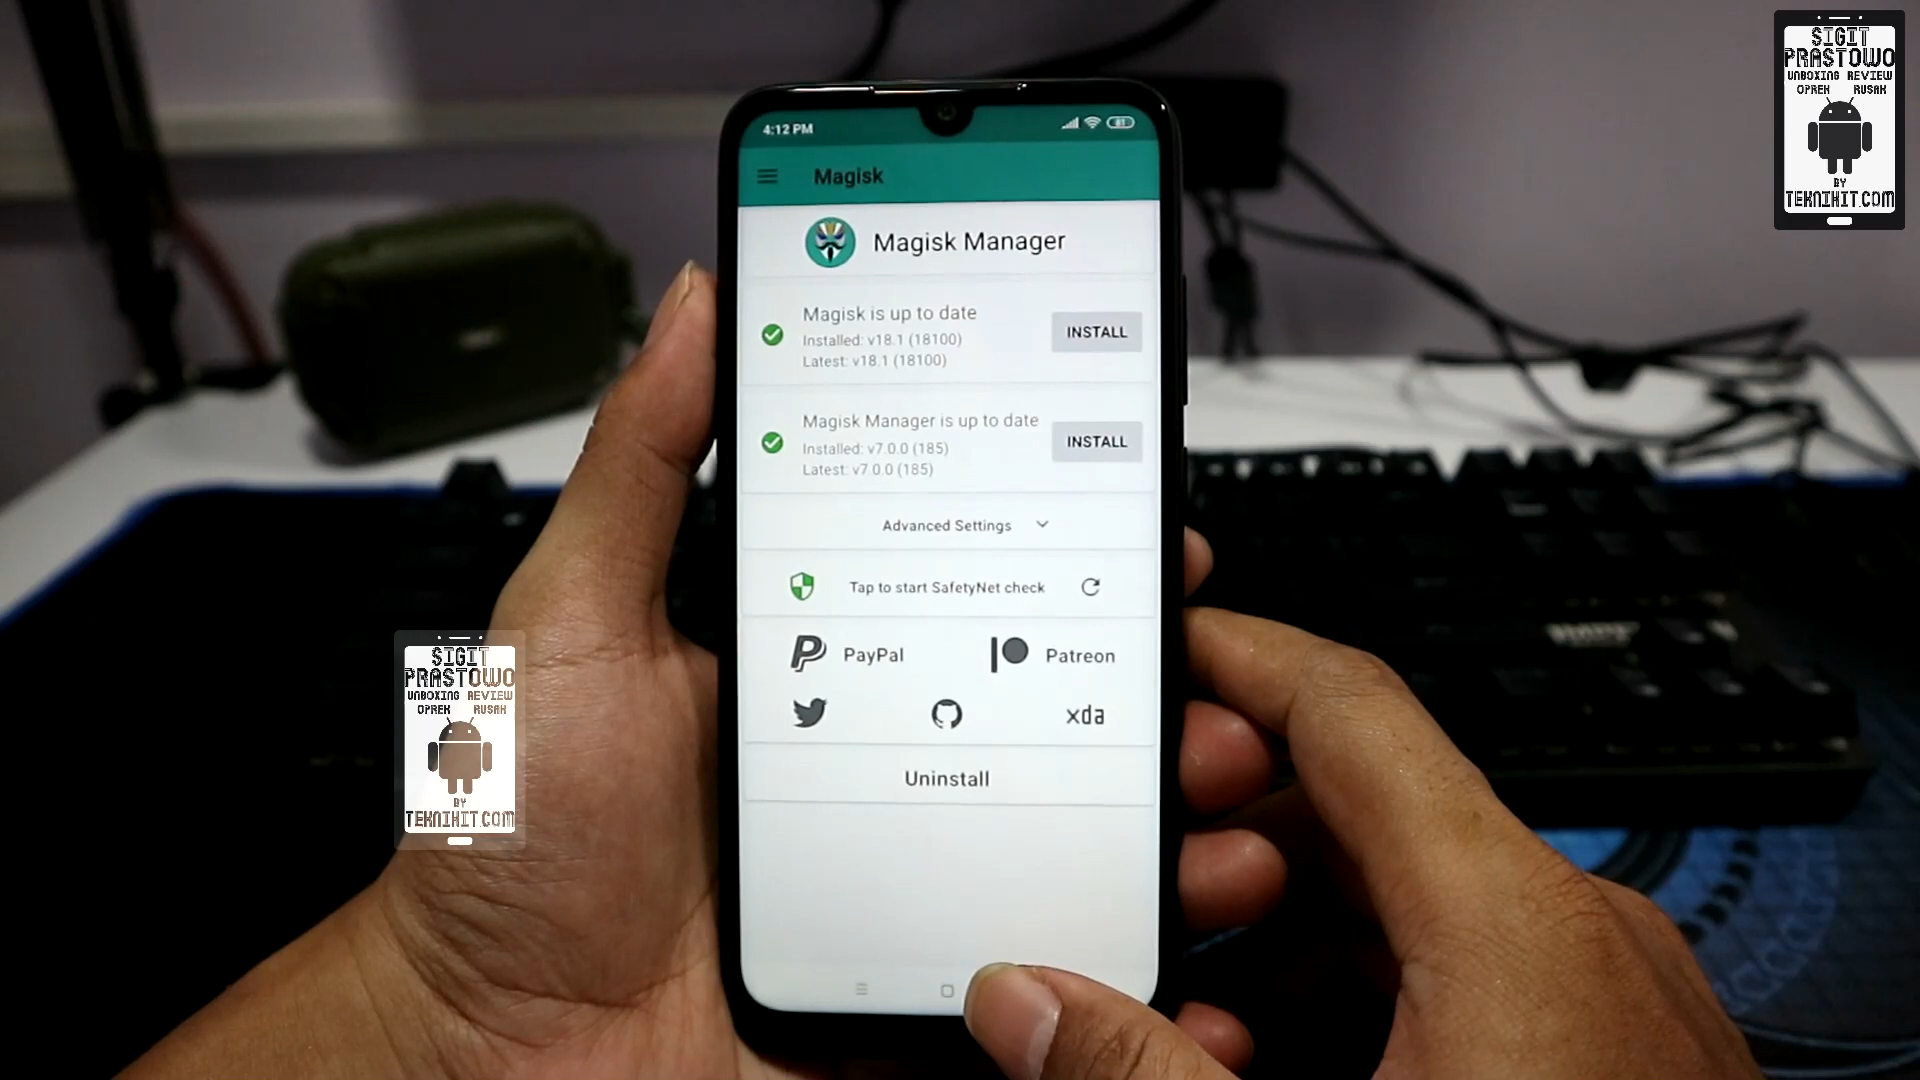 SIGIT
PRASTOWO
UNBOXING REVIEW
OPREK RUSAK
BY
TEKNIKIT.COM
4:12 PM
81
Magisk
Magisk Manager
Magisk is up to date
Installed: v18.1 (18100)
Latest: v18.1 (18100)
INSTALL
Magisk Manager is up to date
Installed: v7.0.0 (185)
Latest: v7.0.0 (185)
INSTALL
Advanced Settings
Tap to start SafetyNet check
PayPal
Patreon
xda
Uninstall
SIGIT
PRASTOWO
UNBOXING REVIEW
OPREK RUSAK
BY
TEKNIKIT.COM